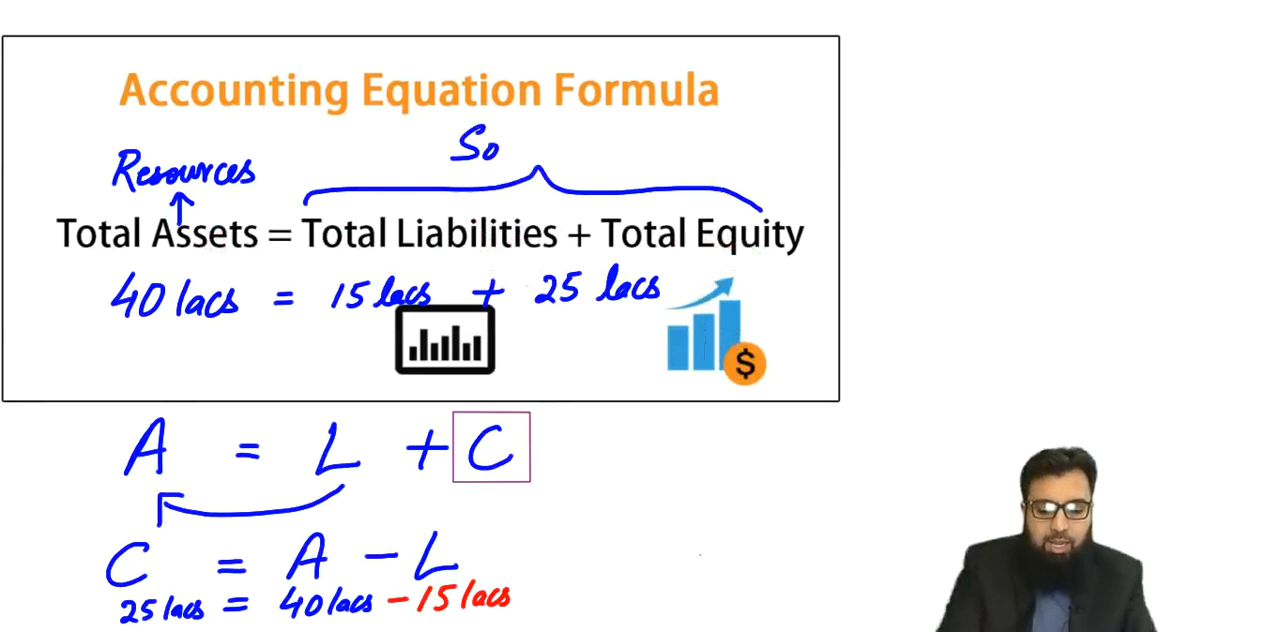 Accounting Equation Formula
So
Resources
Total Assets = Total Liabilities + Total Equity
40 lacs = 15 lacs + 25 lacs
$
A = L + C
C = A - L
25 lacs = 40 lacs - 15 lacs